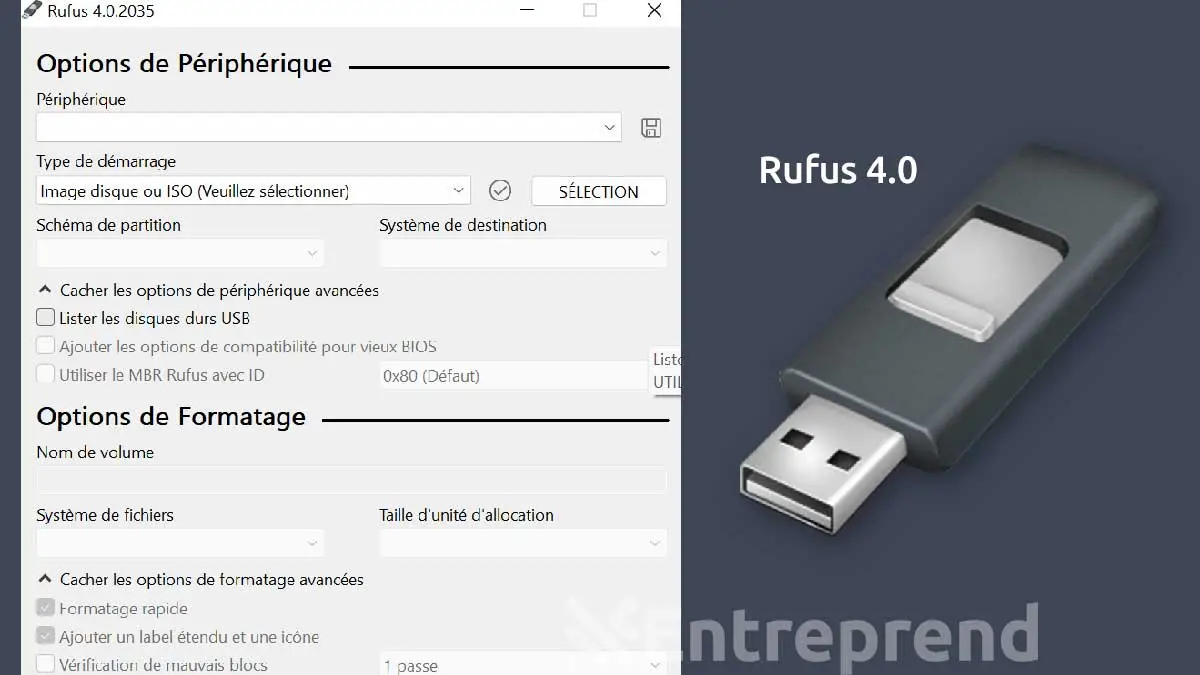 Rufus 4.0.2035
Options de Périphérique
Périphérique
Type de démarrage
Image disque ou ISO (Veuillez sélectionner)
SÉLECTION
Schéma de partition
Système de destination
Cacher les options de périphérique avancées
Lister les disques durs USB
Ajouter les options de compatibilité pour vieux BIOS
Utiliser le MBR Rufus avec ID
0x80 (Défaut)
Liste
UTIL
Options de Formatage
Nom de volume
Système de fichiers
Taille d'unité d'allocation
Cacher les options de formatage avancées
Formatage rapide
Ajouter un label étendu et une icône
Vérification de mauvais blocs
1 passe
Rufus 4.0
Entreprend